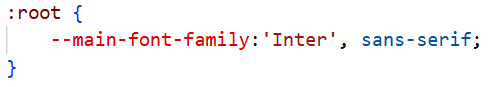 :root {
    --main-font-family:'Inter', sans-serif;
}